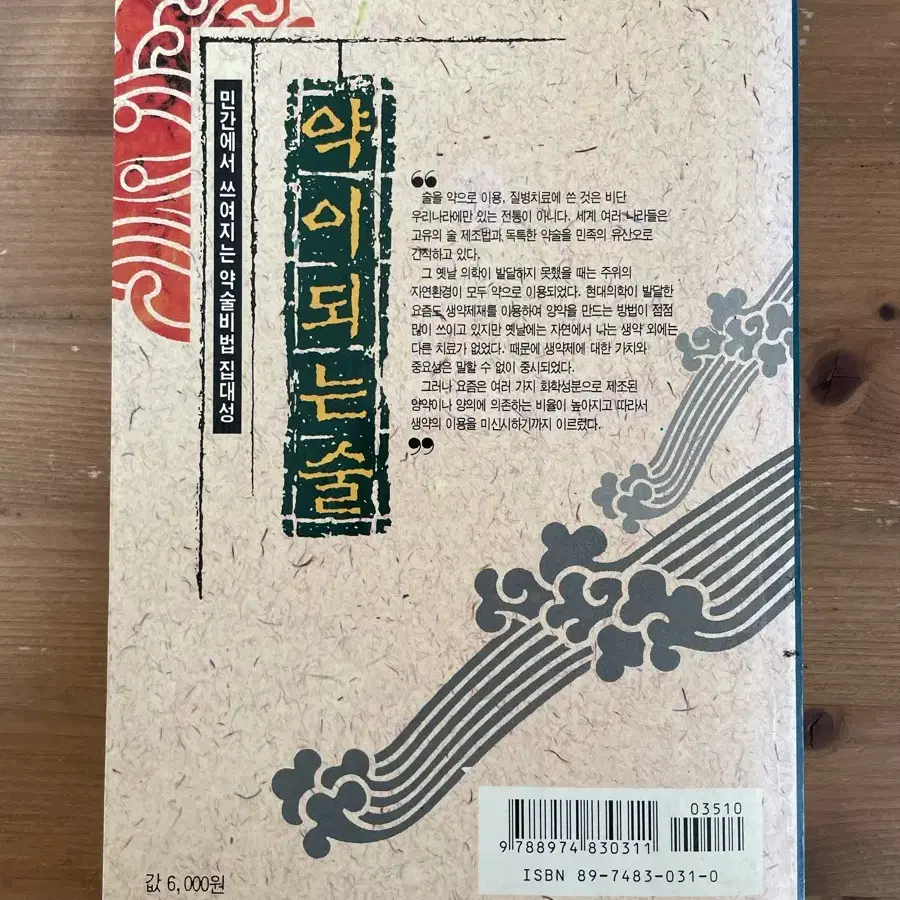 민간에서 쓰여지는 약술비법 집대성
약이되는술
“
술을 약으로 이용, 질병치료에 쓴 것은 비단
우리나라에만 있는 전통이 아니다. 세계 여러 나라들은
고유의 술 제조법과 독특한 약술을 민족의 유산으로
간직하고 있다.
그 옛날 의학이 발달하지 못했을 때는 주위의
자연환경이 모두 약으로 이용되었다. 현대의학이 발달한
요즘도 생약제재를 이용하여 양약을 만드는 방법이 점점
많이 쓰이고 있지만 옛날에는 자연에서 나는 생약 외에는
다른 치료가 없었다. 때문에 생약제에 대한 가치와
중요성은 말할 수 없이 중시되었다.
그러나 요즘은 여러 가지 화학성분으로 제조된
양약이나 양의에 의존하는 비율이 높아지고 따라서
생약의 이용을 미신시하기까지 이르렀다.
”
03510
9 788974 830311
ISBN 89-7483-031-0
값 6,000원